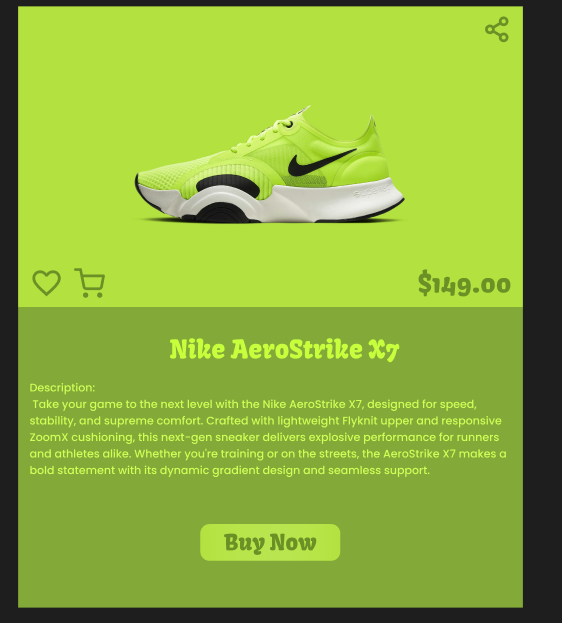 $149.00
Nike AeroStrike X7
Description:
Take your game to the next level with the Nike AeroStrike X7, designed for speed,
stability, and supreme comfort. Crafted with lightweight Flyknit upper and responsive
ZoomX cushioning, this next-gen sneaker delivers explosive performance for runners
and athletes alike. Whether you're training or on the streets, the AeroStrike X7 makes a
bold statement with its dynamic gradient design and seamless support.
Buy Now